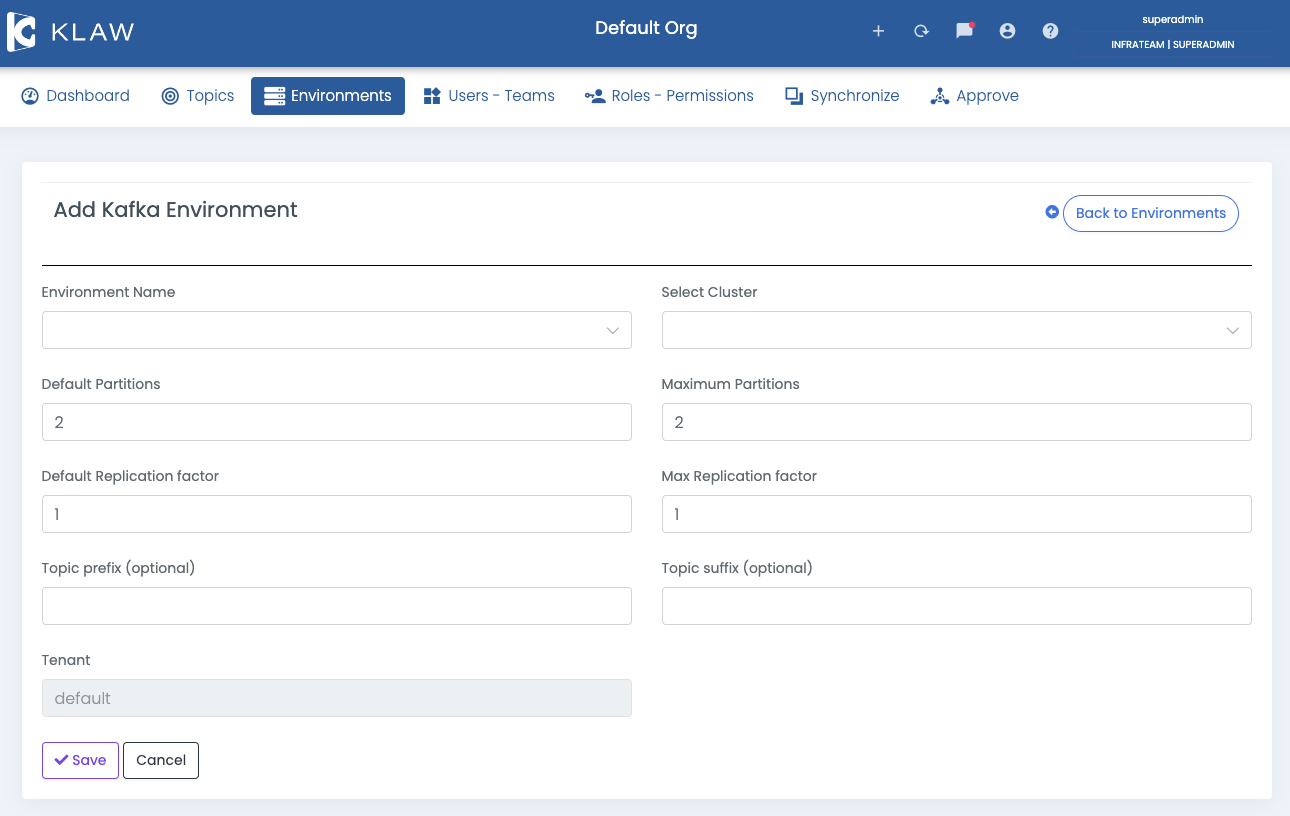 KLAW
Default Org
superadmin
INFRATEAM | SUPERADMIN
Dashboard
Topics
Environments
Users - Teams
Roles - Permissions
Synchronize
Approve
Add Kafka Environment
Back to Environments
Environment Name
Select Cluster
Default Partitions
Maximum Partitions
2
2
Default Replication factor
Max Replication factor
1
1
Topic prefix (optional)
Topic suffix (optional)
Tenant
default
Save
Cancel